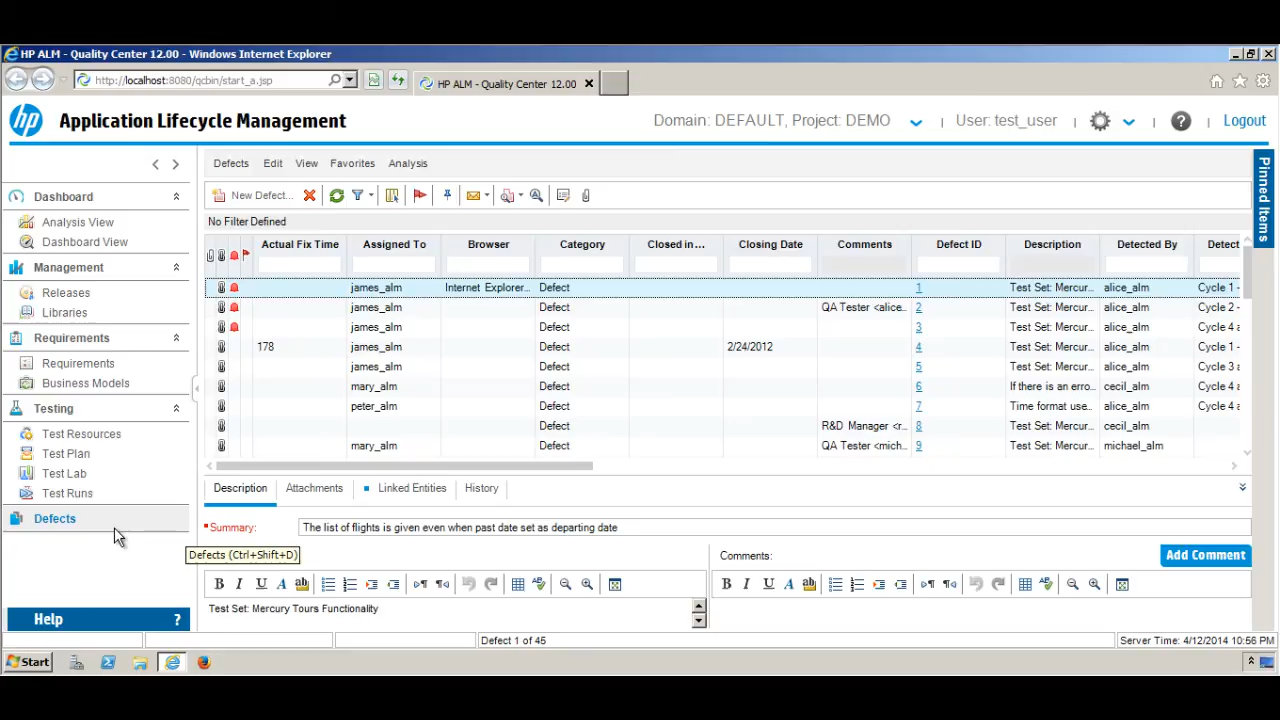 HP ALM - Quality Center 12.00 - Windows Internet Explorer
http://localhost:8080/qcbin/start_a.jsp
HP ALM - Quality Center 12.00
hp Application Lifecycle Management
Domain: DEFAULT, Project: DEMO
User: test_user
Logout
Pinned Items
Dashboard
Analysis View
Dashboard View
Management
Releases
Libraries
Requirements
Requirements
Business Models
Testing
Test Resources
Test Plan
Test Lab
Test Runs
Defects
Defects (Ctrl+Shift+D)
Help ?
Defects Edit View Favorites Analysis
New Defect...
No Filter Defined
Actual Fix Time Assigned To Browser Category Closed in... Closing Date Comments Defect ID Description Detected By Detect
james_alm Internet Explorer... Defect 1 Test Set: Mercur... alice_alm Cycle 1 -
james_alm Defect QA Tester <alice... 2 Test Set: Mercur... alice_alm Cycle 2 -
james_alm Defect 3 Test Set: Mercur... alice_alm Cycle 4 a
178 james_alm Defect 2/24/2012 4 Test Set: Mercur... alice_alm Cycle 1 -
james_alm Defect 5 Test Set: Mercur... alice_alm Cycle 3 a
mary_alm Defect 6 If there is an erro... cecil_alm Cycle 4 a
peter_alm Defect 7 Time format use... alice_alm Cycle 4 a
Defect R&D Manager <r... 8 Test Set: Mercur... cecil_alm
mary_alm Defect QA Tester <mich... 9 Test Set: Mercur... michael_alm
Description Attachments Linked Entities History
*Summary: The list of flights is given even when past date set as departing date
Comments:
Add Comment
B I U A ab
B I U A ab
Test Set: Mercury Tours Functionality
Defect 1 of 45
Server Time: 4/12/2014 10:56 PM
Start